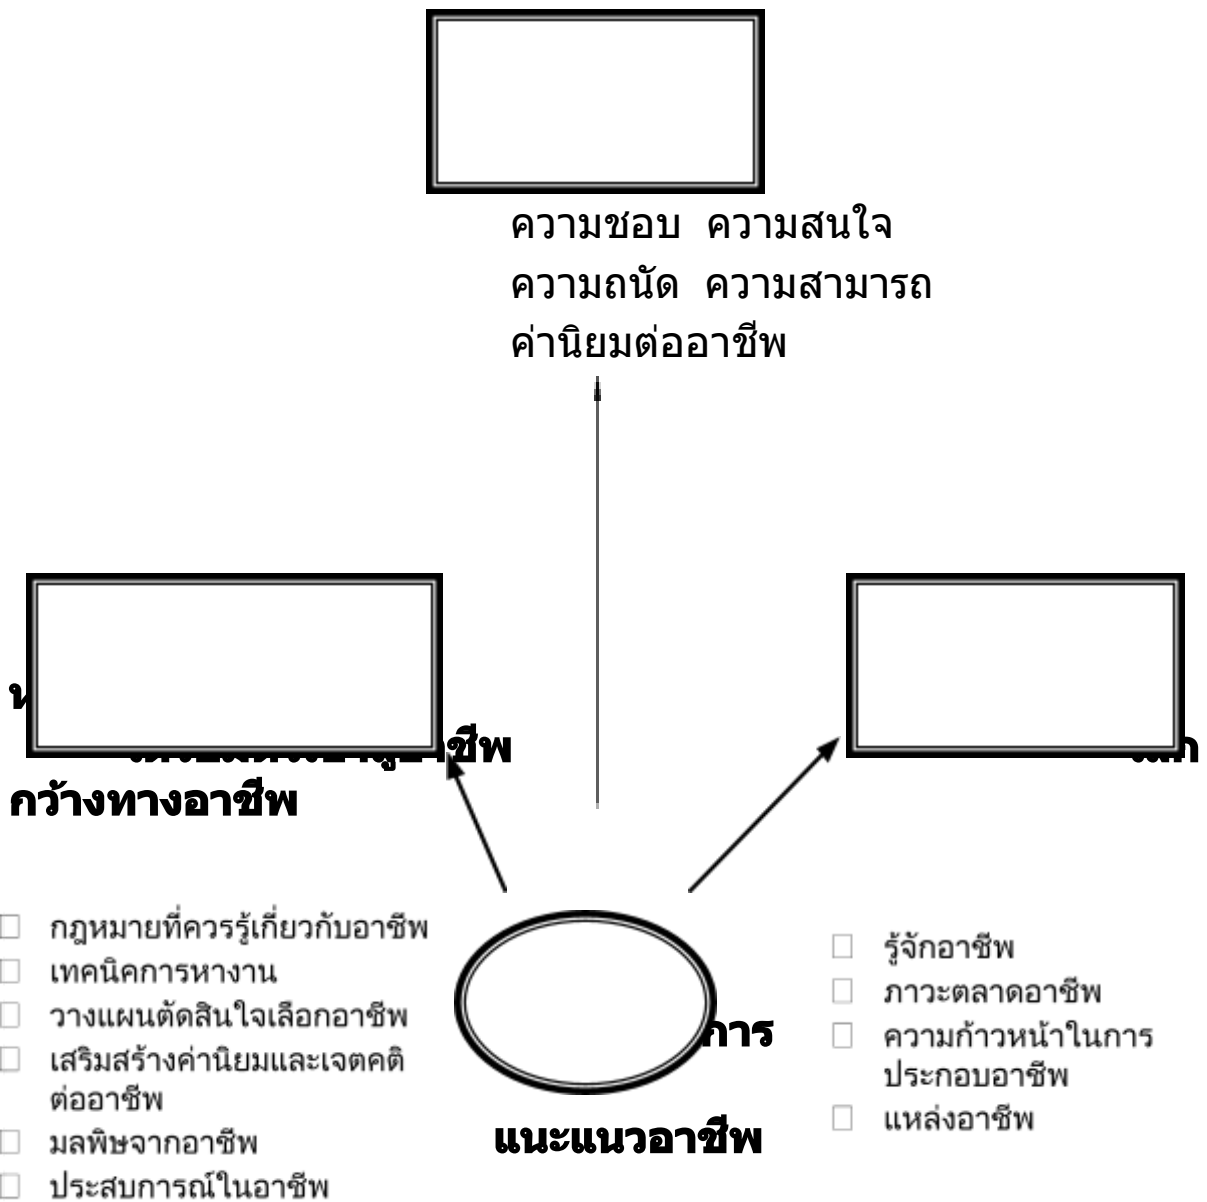 ความชอบ ความสนใจ
ความถนัด ความสามารถ
ค่านิยมต่ออาชีพ
กว้างทางอาชีพ
กฎหมายที่ควรรู้เกี่ยวกับอาชีพ
เทคนิคการหางาน
วางแผนตัดสินใจเลือกอาชีพ
เสริมสร้างค่านิยมและเจตคติ
ต่ออาชีพ
มลพิษจากอาชีพ
ประสบการณ์ในอาชีพ
การ
แนะแนวอาชีพ
รู้จักอาชีพ
ภาวะตลาดอาชีพ
ความก้าวหน้าในการ
ประกอบอาชีพ
แหล่งอาชีพ